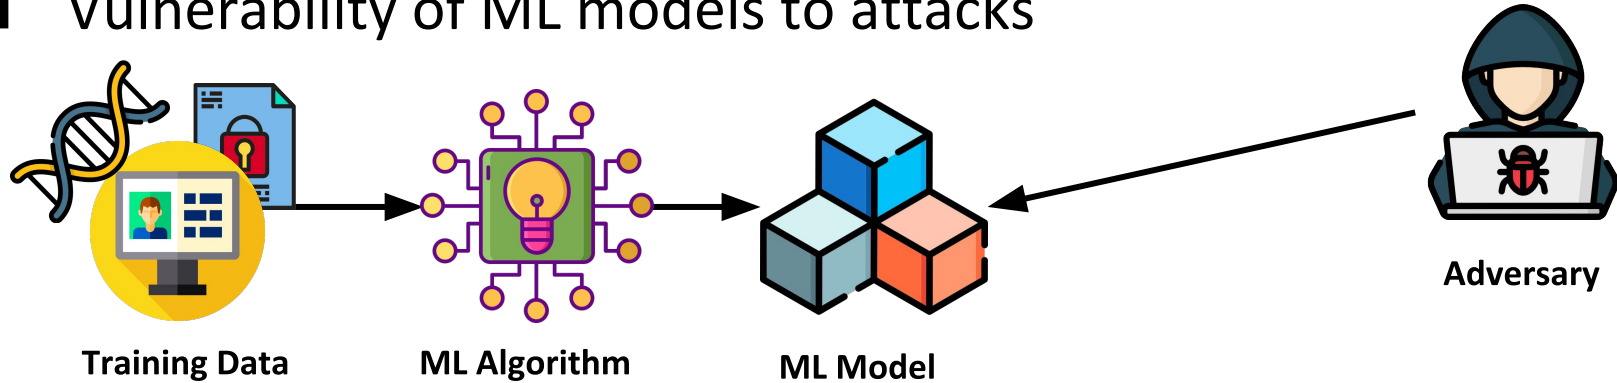 Vulnerability of ML models to attacks
Adversary
Training Data
ML Algorithm
ML Model